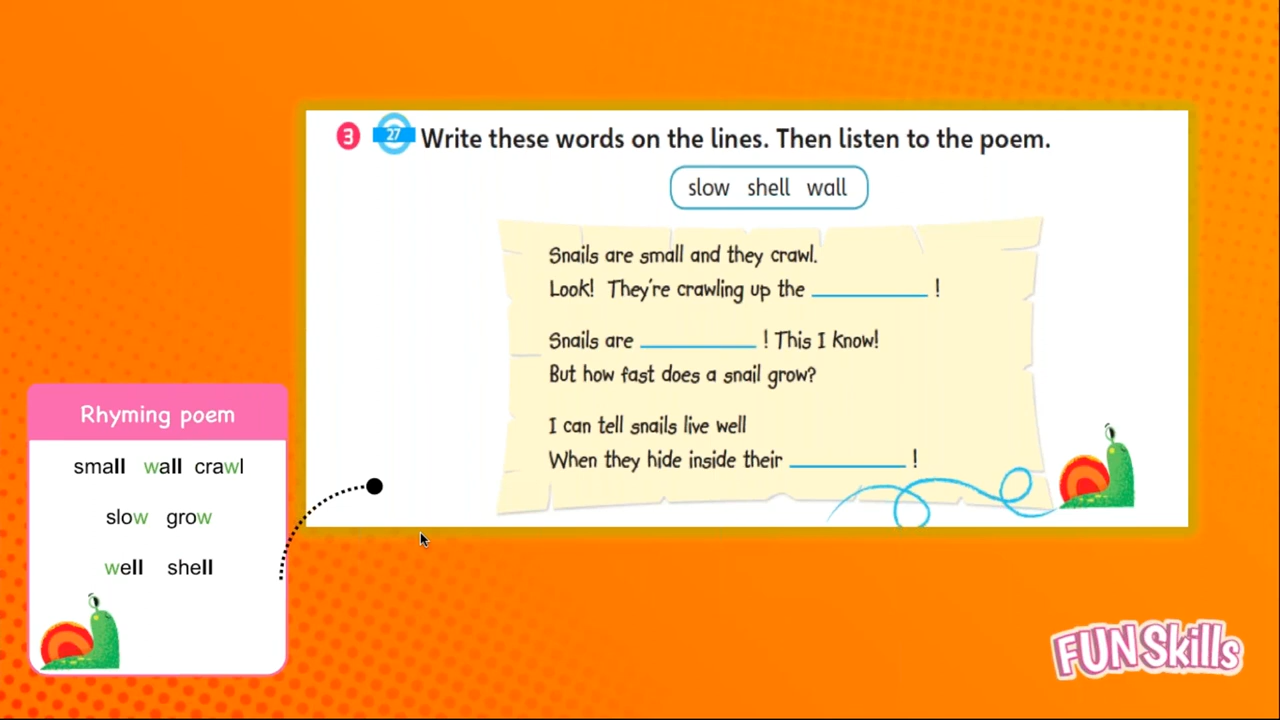 3 27 Write these words on the lines. Then listen to the poem.
slow shell wall
Snails are small and they crawl.
Look! They're crawling up the __________ !
Snails are __________ ! This I know!
But how fast does a snail grow?
I can tell snails live well
When they hide inside their __________ !
Rhyming poem
small wall crawl
slow grow
well shell
FUN Skills